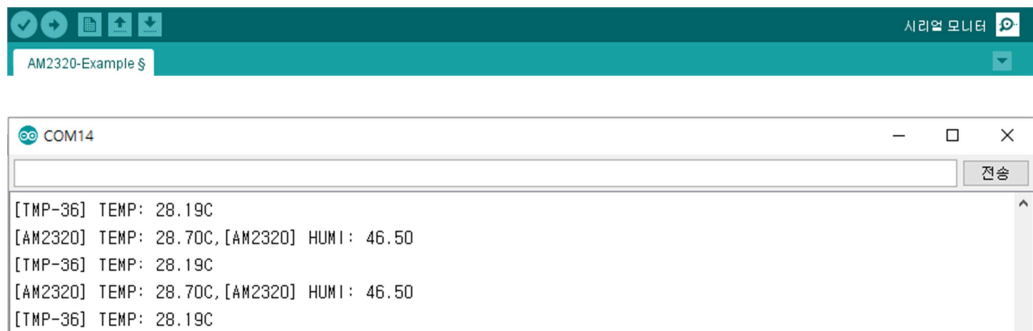 시리얼 모니터
AM2320-Example §
COM14
전송
[TMP-36] TEMP: 28.19C
[AM2320] TEMP: 28.70C,[AM2320] HUMI: 46.50
[TMP-36] TEMP: 28.19C
[AM2320] TEMP: 28.70C,[AM2320] HUMI: 46.50
[TMP-36] TEMP: 28.19C